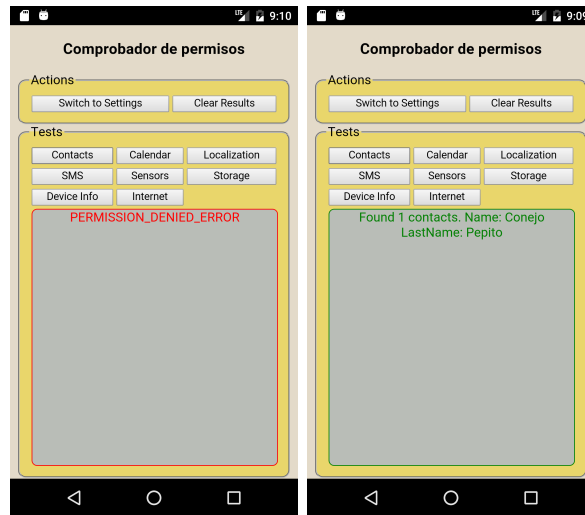 LTE 9:10
Comprobador de permisos
Actions
Switch to Settings Clear Results
Tests
Contacts Calendar Localization
SMS Sensors Storage
Device Info Internet
PERMISSION_DENIED_ERROR
LTE 9:09
Comprobador de permisos
Actions
Switch to Settings Clear Results
Tests
Contacts Calendar Localization
SMS Sensors Storage
Device Info Internet
Found 1 contacts. Name: Conejo
LastName: Pepito